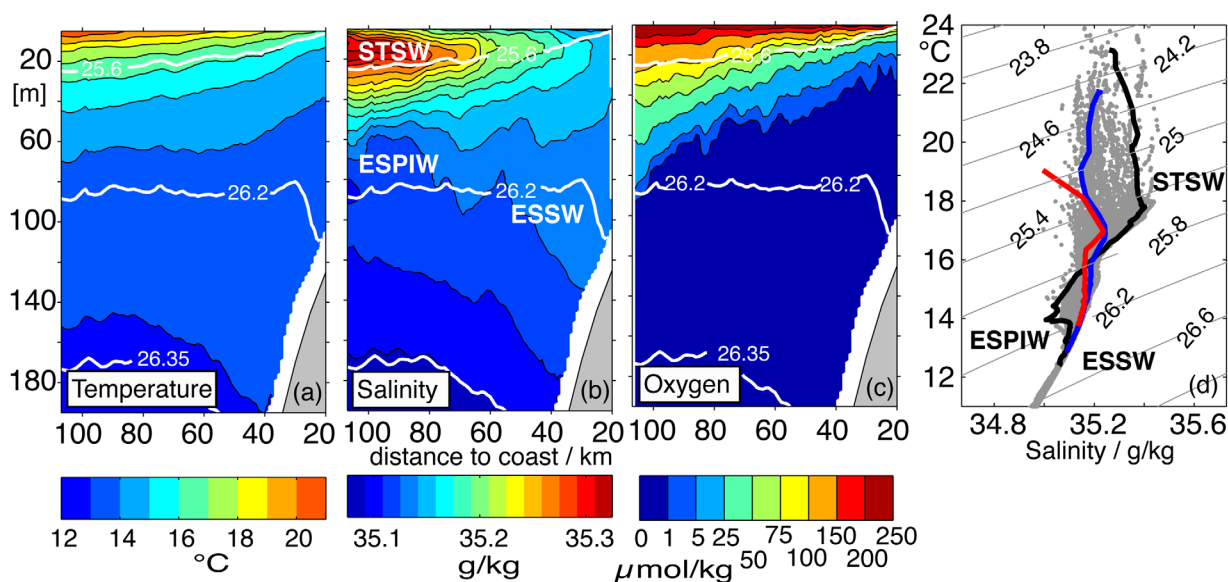 20
[m]
60
100
140
180
25.6
26.2
26.35
Temperature
(a)
100 80 60 40 20
STSW
25.6
ESPIW
26.2
ESSW
26.35
Salinity
(b)
100 80 60 40 20
25.6
26.2
26.2
26.35
Oxygen
(c)
100 80 60 40 20
distance to coast / km
24
°C
22
20
18
16
14
12
23.8
24.2
24.6
25
STSW
25.4
25.8
26.2
ESPIW
ESSW
26.6
(d)
34.8 35.2 35.6
Salinity / g/kg
12 14 16 18 20
°C
35.1 35.2 35.3
g/kg
0 1 5 25 75 150 250
50 100 200
µmol/kg